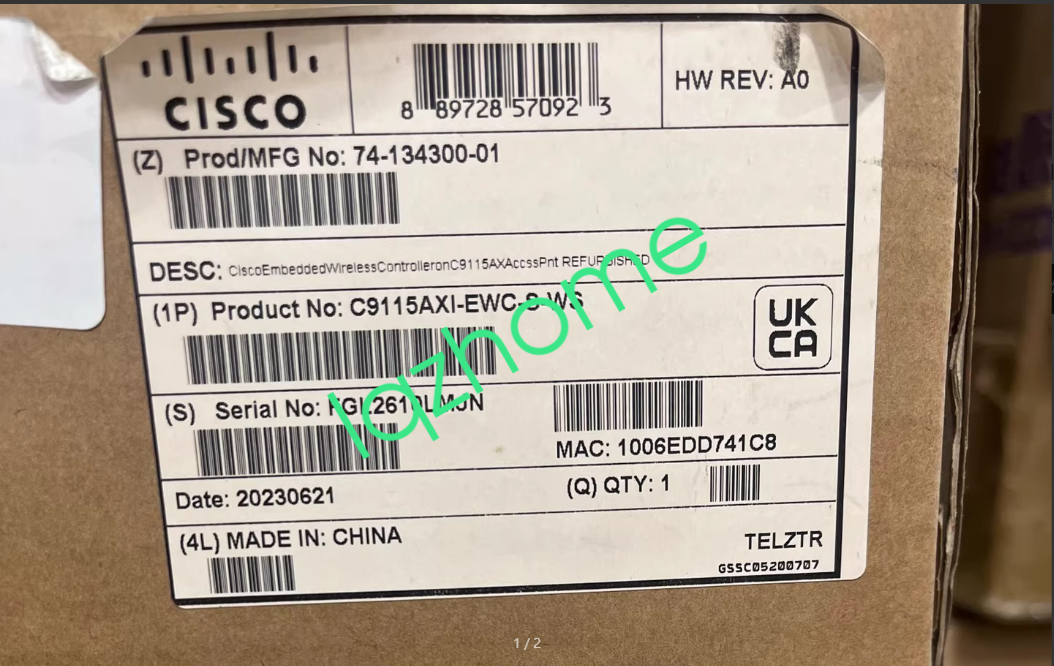 CISCO
8 89728 57092 3
HW REV: A0
(Z) Prod/MFG No: 74-134300-01
DESC: CiscoEmbeddedWirelessControlleronC9115AXAccssPnt REFURBISHED
(1P) Product No: C9115AXI-EWC-S-WS
UK
CA
(S) Serial No:
MAC: 1006EDD741C8
Date: 20230621
(Q) QTY: 1
(4L) MADE IN: CHINA
TELZTR
GSSC05200707
lqzhome
1 / 2